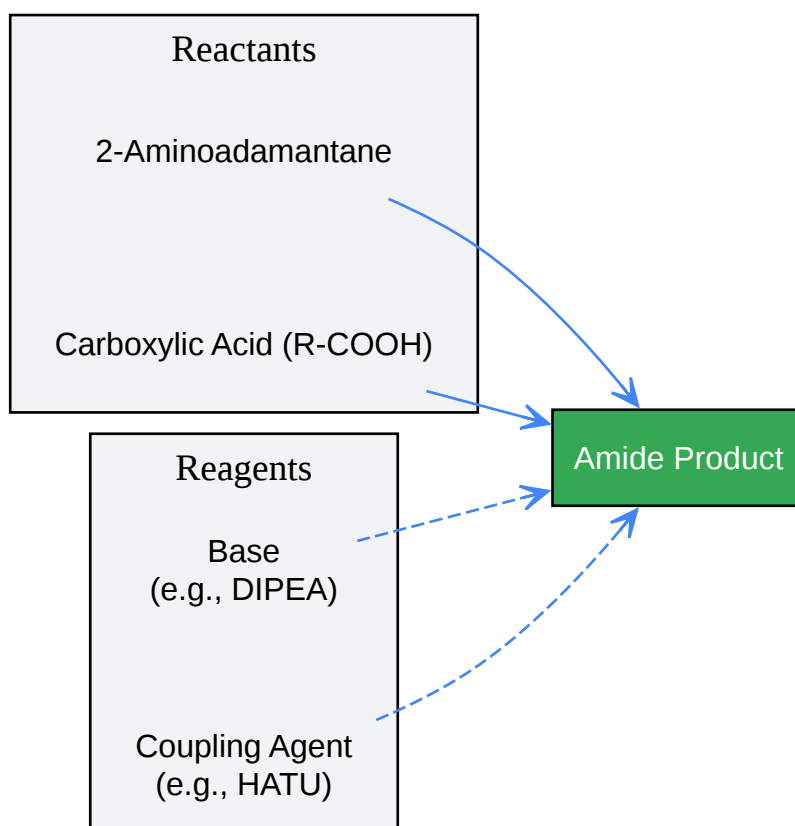 Reactants
2-Aminoadamantane
Carboxylic Acid (R-COOH)
Reagents
Base
(e.g., DIPEA)
Coupling Agent
(e.g., HATU)
Amide Product